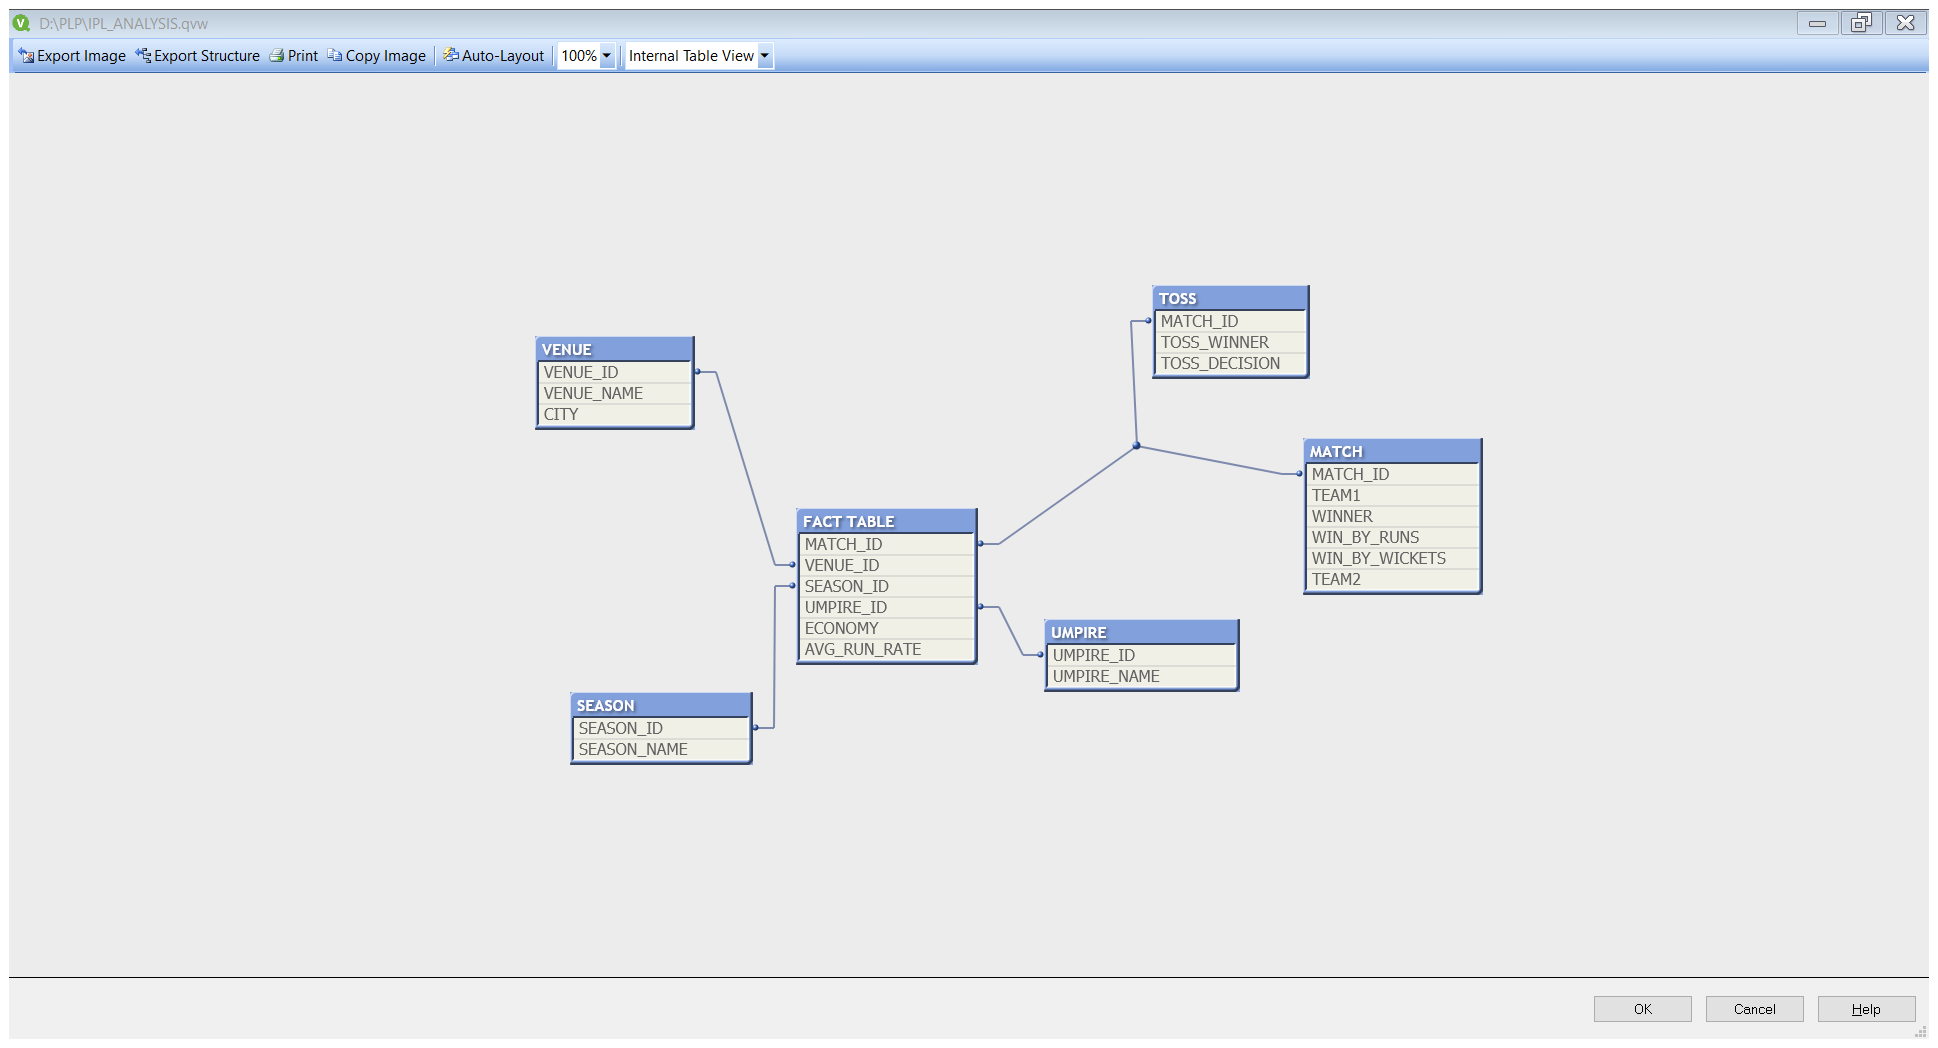 D:\PLP\IPL_ANALYSIS.qvw
Export Image Export Structure Print Copy Image Auto-Layout 100% Internal Table View
TOSS
MATCH_ID
TOSS_WINNER
TOSS_DECISION
VENUE
VENUE_ID
VENUE_NAME
CITY
MATCH
MATCH_ID
TEAM1
WINNER
WIN_BY_RUNS
WIN_BY_WICKETS
TEAM2
FACT TABLE
MATCH_ID
VENUE_ID
SEASON_ID
UMPIRE_ID
ECONOMY
AVG_RUN_RATE
UMPIRE
UMPIRE_ID
UMPIRE_NAME
SEASON
SEASON_ID
SEASON_NAME
OK Cancel Help